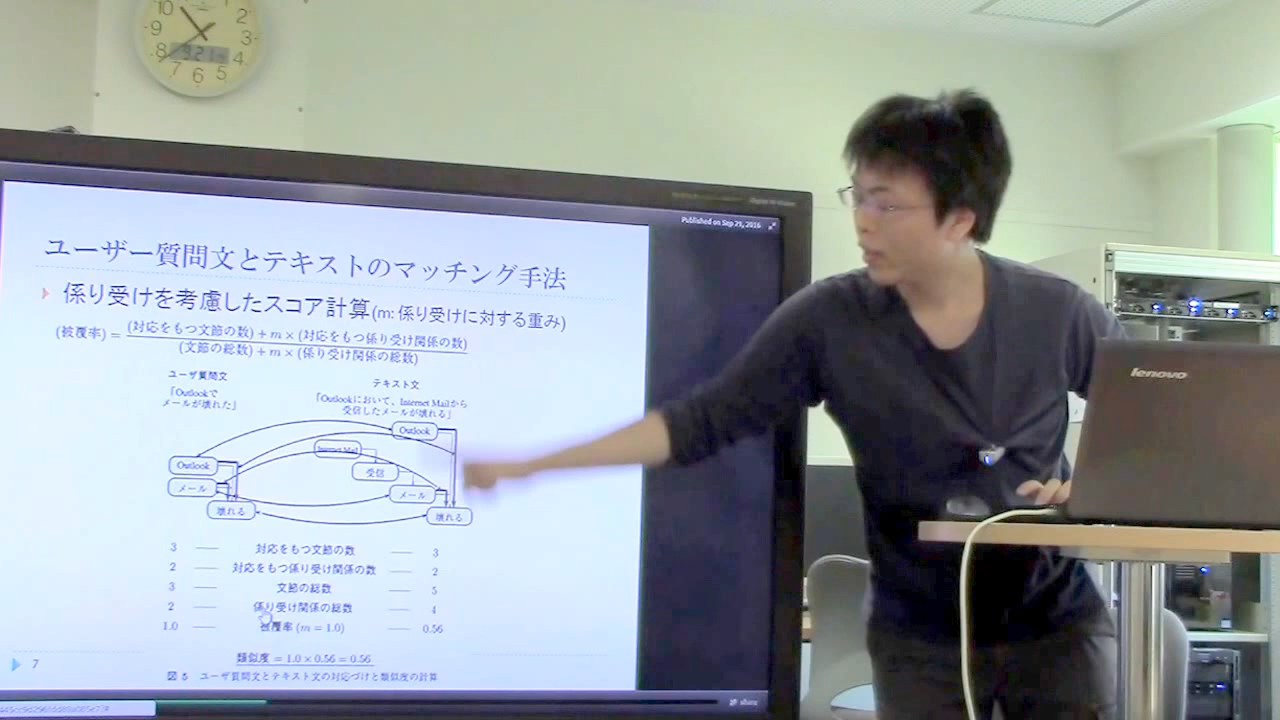 10
2
8
4
7
6
5
9.21
Published on Sep 21, 2016
ユーザー質問文とテキストのマッチング手法
係り受けを考慮したスコア計算(m: 係り受けに対する重み)
(被覆率) = (対応をもつ文節の数) + m × (対応をもつ係り受け関係の数)
(文節の総数) + m × (係り受け関係の総数)
ユーザ質問文
テキスト文
「Outlookで
メールが壊れた」
「Outlookにおいて、Internet Mailから
受信したメールが壊れる」
Outlook
Internet Mail
Outlook
受信
メール
メール
壊れる
壊れる
3 対応をもつ文節の数 3
2 対応をもつ係り受け関係の数 2
3 文節の総数 5
2 係り受け関係の総数 4
1.0 被覆率 (m = 1.0) 0.56
類似度 = 1.0 × 0.56 = 0.56
図 5 ユーザ質問文とテキスト文の対応づけと類似度の計算
7
share
lenovo